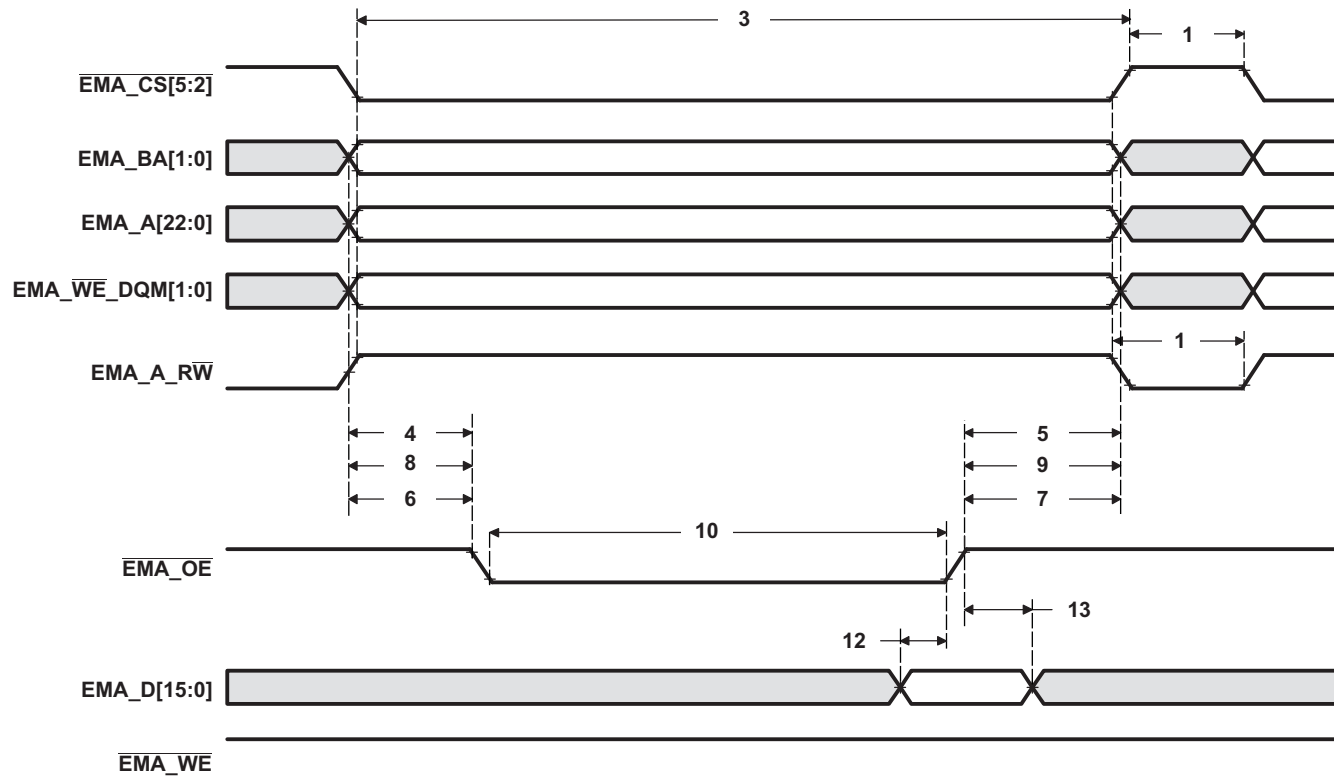 3
1
EMA_CS[5:2]
EMA_BA[1:0]
EMA_A[22:0]
EMA_WE_DQM[1:0]
1
EMA_A_RW
4
5
8
9
6
7
10
EMA_OE
13
12
EMA_D[15:0]
EMA_WE